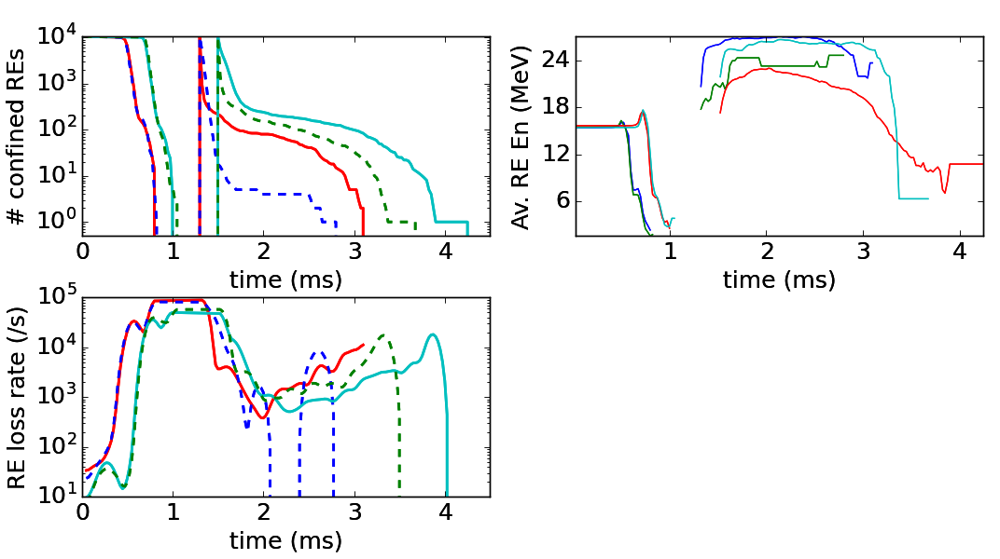 # confined REs
10^4
10^3
10^2
10^1
10^0
0 1 2 3 4
time (ms)
Av. RE En (MeV)
24
18
12
6
1 2 3 4
time (ms)
RE loss rate (/s)
10^5
10^4
10^3
10^2
10^1
0 1 2 3 4
time (ms)